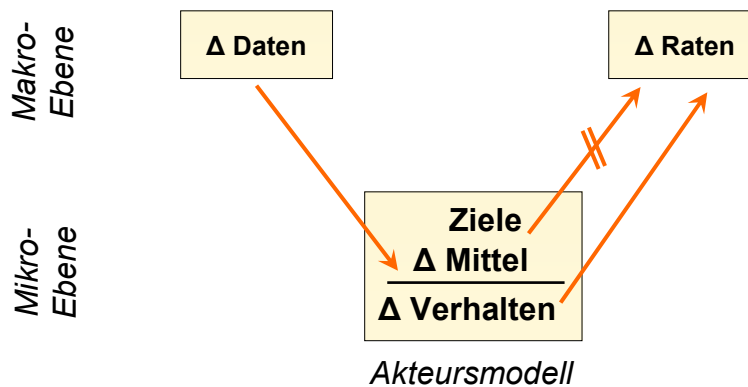 Makro-
Ebene
Δ Daten
Δ Raten
Mikro-
Ebene
Ziele
Δ Mittel
Δ Verhalten
Akteursmodell